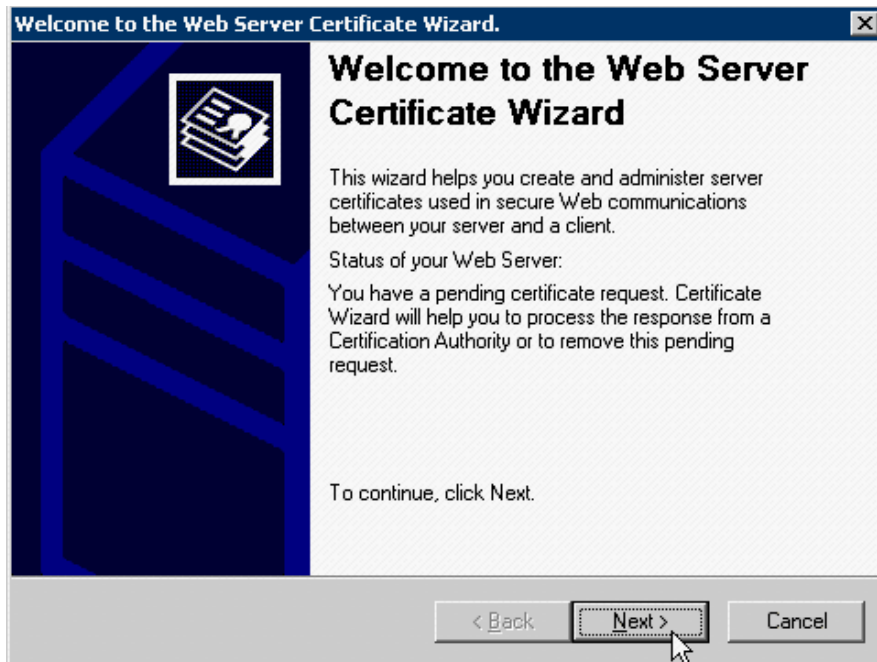 Welcome to the Web Server Certificate Wizard.
Welcome to the Web Server
Certificate Wizard
This wizard helps you create and administer server
certificates used in secure Web communications
between your server and a client.
Status of your Web Server:
You have a pending certificate request. Certificate
Wizard will help you to process the response from a
Certification Authority or to remove this pending
request.
To continue, click Next.
< Back Next > Cancel